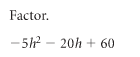 Factor.
−5h² − 20h + 60